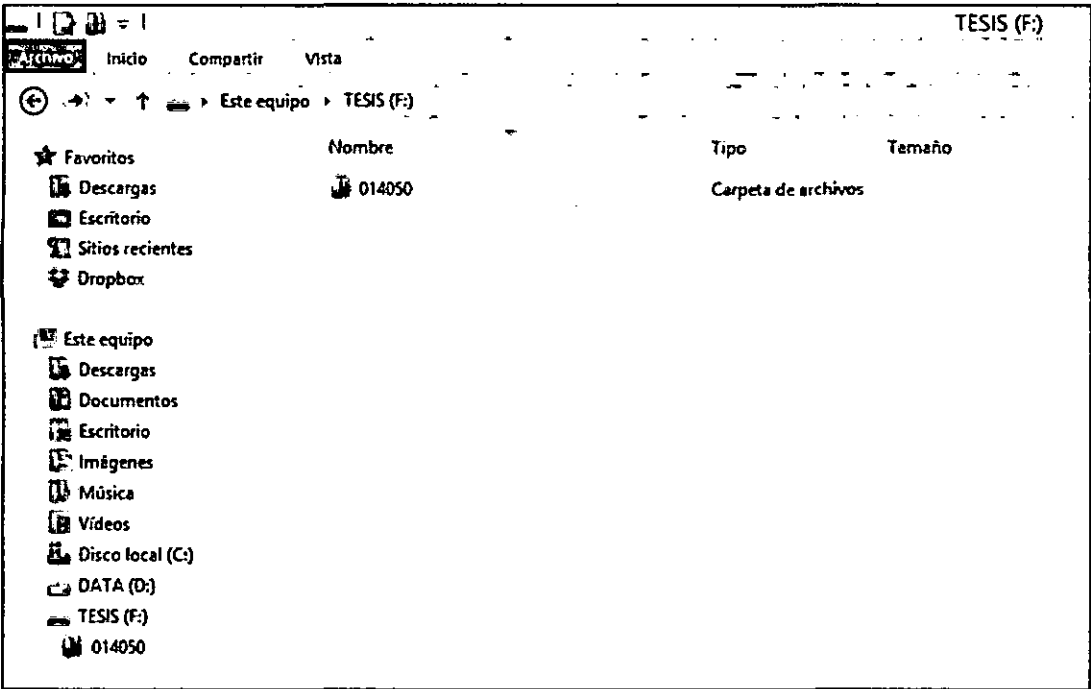 TESIS (F:)
Archivo Inicio Compartir Vista
Este equipo TESIS (F:)
Nombre Tipo Temaño
014050 Carpeta de archivos
Favoritos
Descargas
Escritorio
Sitios recientes
Dropbox
Este equipo
Descargas
Documentos
Escritorio
Imágenes
Música
Vídeos
Disco local (C:)
DATA (D:)
TESIS (F:)
014050